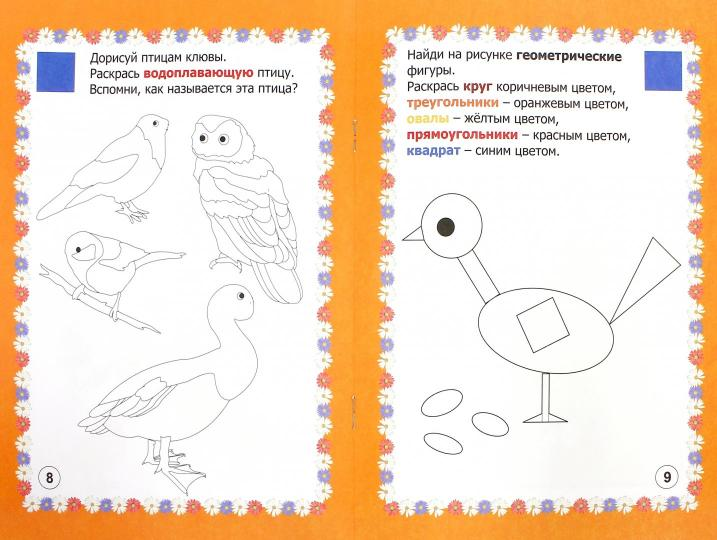 Дорисуй птицам клювы.
Раскрась водоплавающую птицу.
Вспомни, как называется эта птица?
8
Найди на рисунке геометрические
фигуры.
Раскрась круг коричневым цветом,
треугольники – оранжевым цветом,
овалы – жёлтым цветом,
прямоугольники – красным цветом,
квадрат – синим цветом.
9